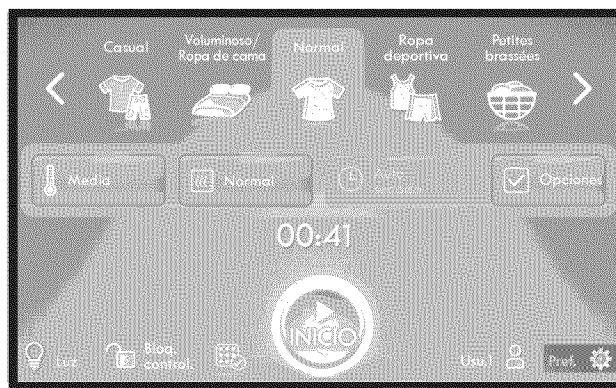 Casual
Voluminoso/
Ropa de cama
Normal
Ropa
deportiva
Petites
brassées
Media
Normal
Auto
Opciones
00:41
INICIO
Luz
Bloq.
control.
Usu.1
Pref.